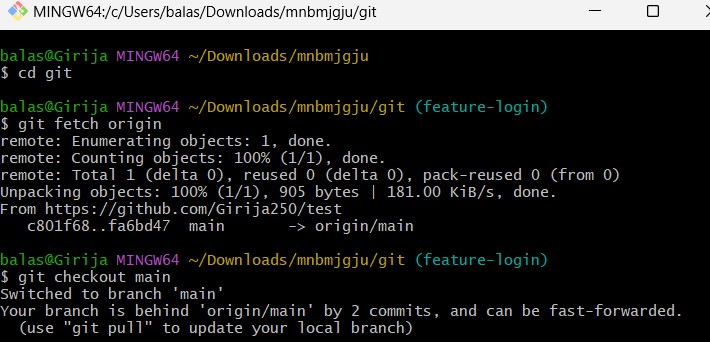 MINGW64:/c/Users/balas/Downloads/mnbmjgju/git
balas@Girija MINGW64 ~/Downloads/mnbmjgju
$ cd git
balas@Girija MINGW64 ~/Downloads/mnbmjgju/git (feature-login)
$ git fetch origin
remote: Enumerating objects: 1, done.
remote: Counting objects: 100% (1/1), done.
remote: Total 1 (delta 0), reused 0 (delta 0), pack-reused 0 (from 0)
Unpacking objects: 100% (1/1), 905 bytes | 181.00 KiB/s, done.
From https://github.com/Girija250/test
   c801f68..fa6bd47  main       -> origin/main
balas@Girija MINGW64 ~/Downloads/mnbmjgju/git (feature-login)
$ git checkout main
Switched to branch 'main'
Your branch is behind 'origin/main' by 2 commits, and can be fast-forwarded.
  (use "git pull" to update your local branch)